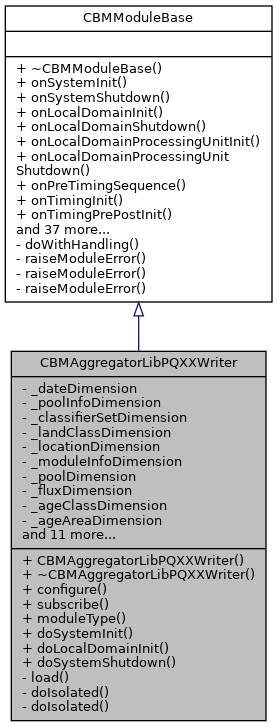 CBMModuleBase
+ ~CBMModuleBase()
+ onSystemInit()
+ onSystemShutdown()
+ onLocalDomainInit()
+ onLocalDomainShutdown()
+ onLocalDomainProcessingUnitInit()
+ onLocalDomainProcessingUnit
Shutdown()
+ onPreTimingSequence()
+ onTimingInit()
+ onTimingPrePostInit()
and 37 more...
- doWithHandling()
- raiseModuleError()
- raiseModuleError()
- raiseModuleError()
CBMAggregatorLibPQXXWriter
- _dateDimension
- _poolInfoDimension
- _classifierSetDimension
- _landClassDimension
- _locationDimension
- _moduleInfoDimension
- _poolDimension
- _fluxDimension
- _ageClassDimension
- _ageAreaDimension
and 11 more...
+ CBMAggregatorLibPQXXWriter()
+ ~CBMAggregatorLibPQXXWriter()
+ configure()
+ subscribe()
+ moduleType()
+ doSystemInit()
+ doLocalDomainInit()
+ doSystemShutdown()
- load()
- doIsolated()
- doIsolated()